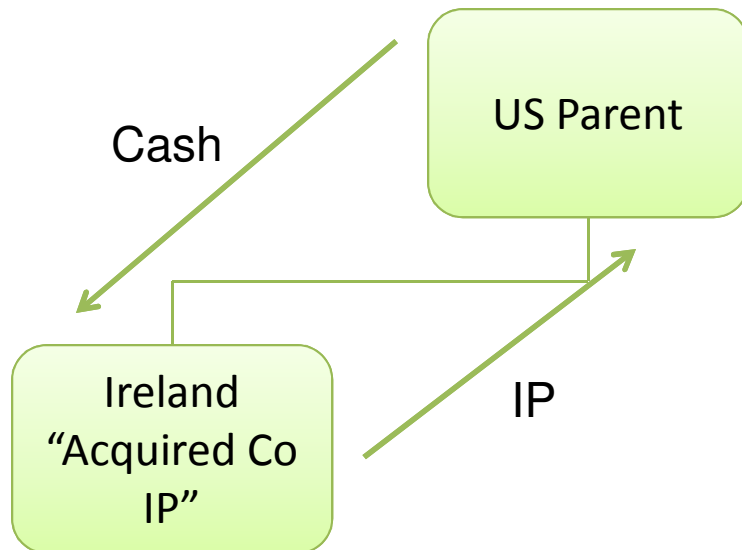 US Parent
Cash
Ireland
“Acquired Co
IP”
IP